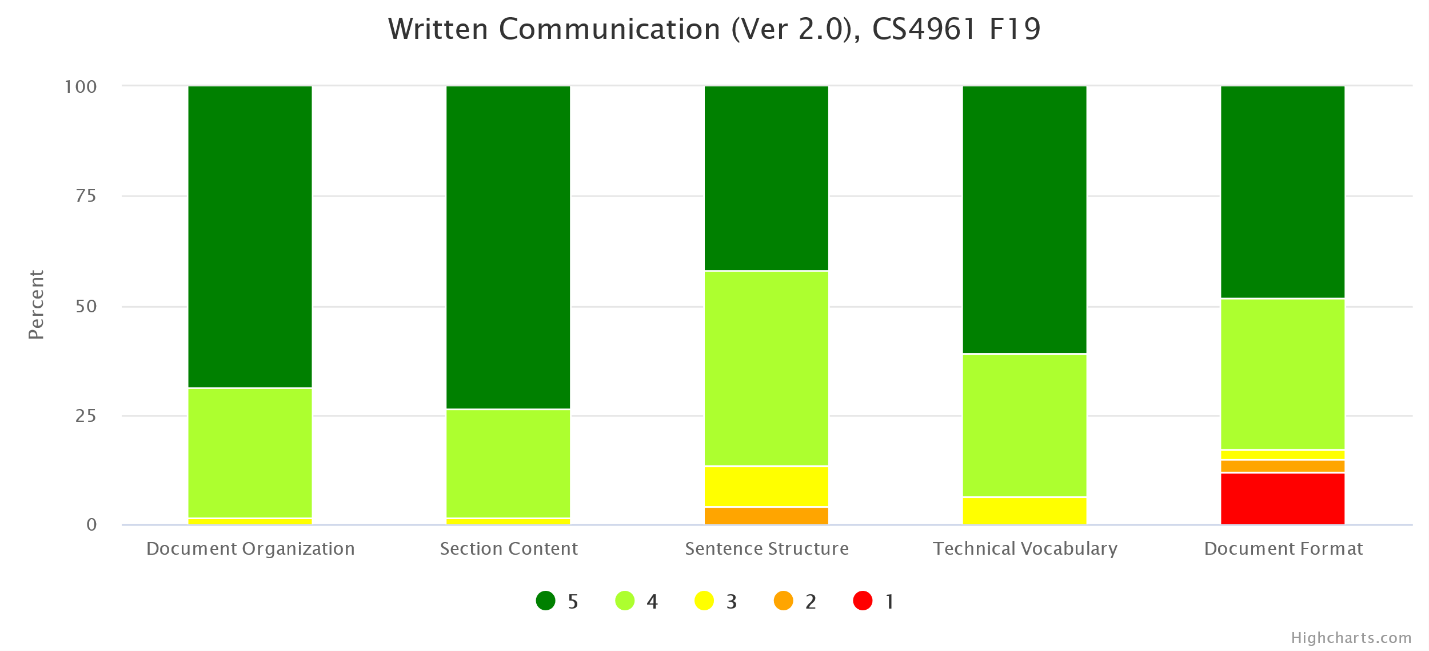 Written Communication (Ver 2.0), CS4961 F19
Percent
100
75
50
25
0
Document Organization
Section Content
Sentence Structure
Technical Vocabulary
Document Format
5
4
3
2
1
Highcharts.com